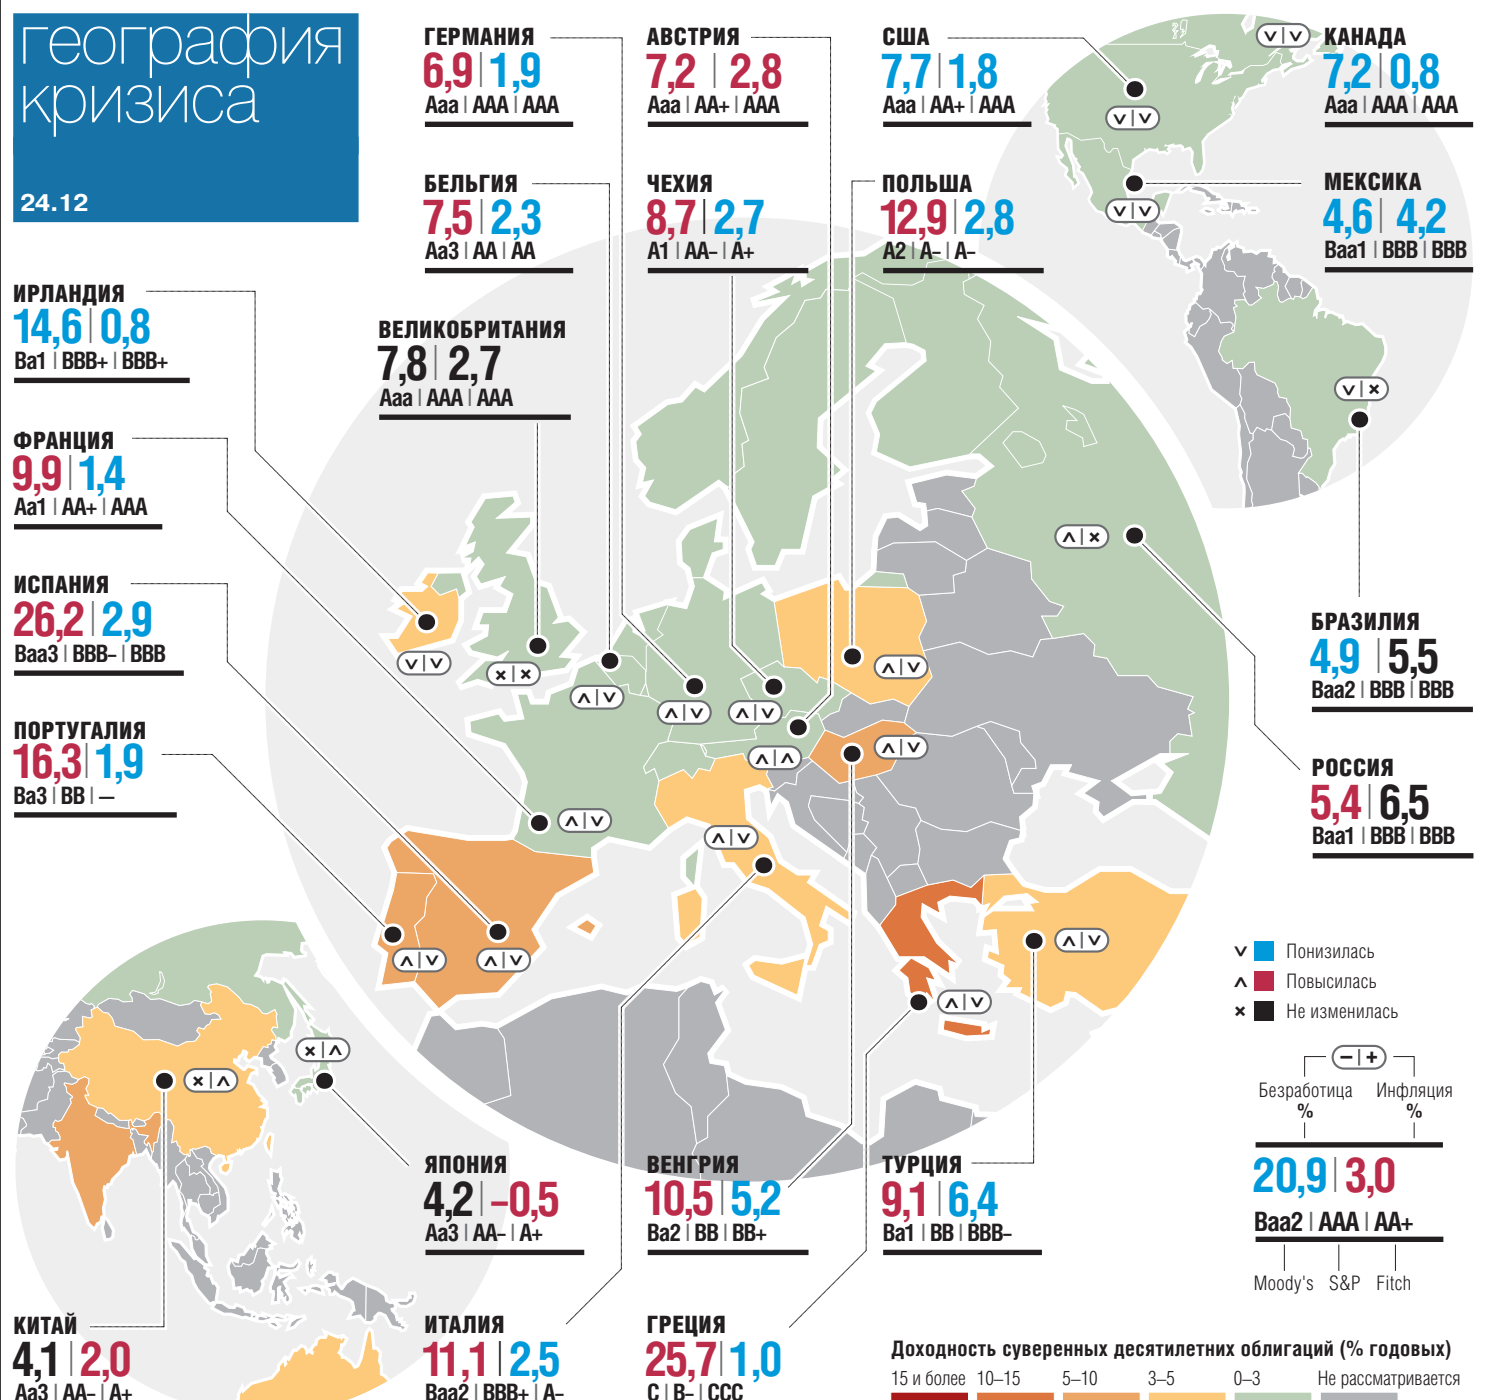 география
кризиса
24.12
ГЕРМАНИЯ
6,9 | 1,9
Aaa | AAA | AAA
АВСТРИЯ
7,2 | 2,8
Aaa | AA+ | AAA
США
7,7 | 1,8
Aaa | AA+ | AAA
КАНАДА
7,2 | 0,8
Aaa | AAA | AAA
БЕЛЬГИЯ
7,5 | 2,3
Aa3 | AA | AA
ЧЕХИЯ
8,7 | 2,7
A1 | AA– | A+
ПОЛЬША
12,9 | 2,8
A2 | A– | A–
МЕКСИКА
4,6 | 4,2
Baa1 | BBB | BBB
ИРЛАНДИЯ
14,6 | 0,8
Ba1 | BBB+ | BBB+
ВЕЛИКОБРИТАНИЯ
7,8 | 2,7
Aaa | AAA | AAA
ФРАНЦИЯ
9,9 | 1,4
Aa1 | AA+ | AAA
ИСПАНИЯ
26,2 | 2,9
Baa3 | BBB– | BBB
БРАЗИЛИЯ
4,9 | 5,5
Baa2 | BBB | BBB
ПОРТУГАЛИЯ
16,3 | 1,9
Ba3 | BB | —
РОССИЯ
5,4 | 6,5
Baa1 | BBB | BBB
Понизилась
Повысилась
Не изменилась
– | +
Безработица Инфляция
% %
20,9 | 3,0
Baa2 | AAA | AA+
Moody's S&P Fitch
ЯПОНИЯ
4,2 | –0,5
Aa3 | AA– | A+
ВЕНГРИЯ
10,5 | 5,2
Ba2 | BB | BB+
ТУРЦИЯ
9,1 | 6,4
Ba1 | BB | BBB–
КИТАЙ
4,1 | 2,0
Aa3 | AA– | A+
ИТАЛИЯ
11,1 | 2,5
Baa2 | BBB+ | A–
ГРЕЦИЯ
25,7 | 1,0
C | B– | CCC
Доходность суверенных десятилетних облигаций (% годовых)
15 и более 10–15 5–10 3–5 0–3 Не рассматривается